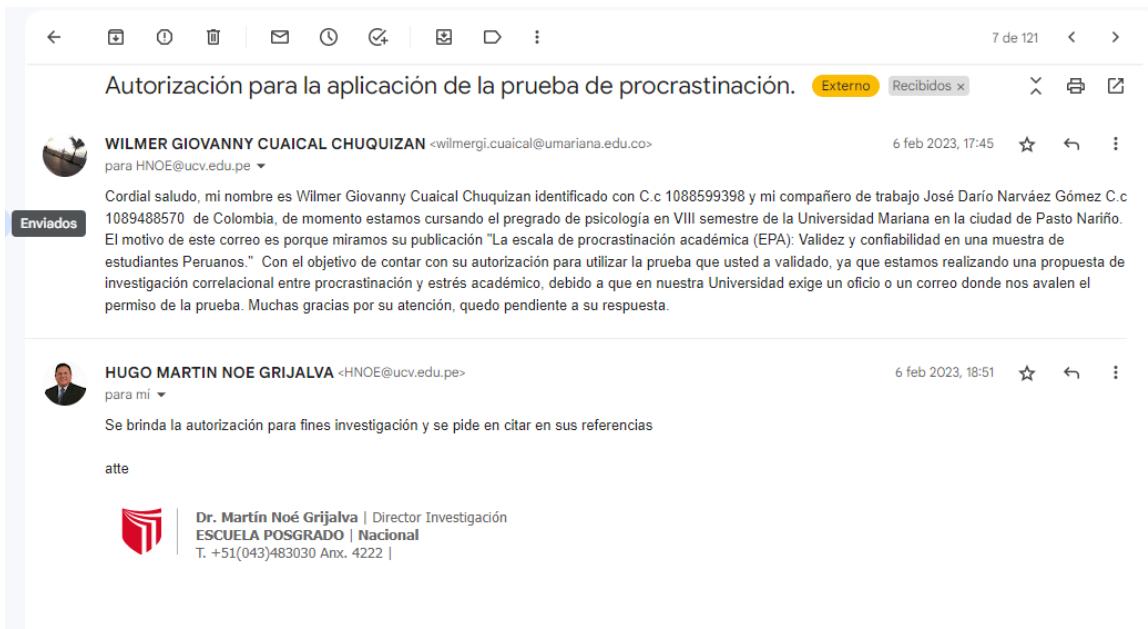 7 de 121
Autorización para la aplicación de la prueba de procrastinación. Externo Recibidos ×
WILMER GIOVANNY CUAICAL CHUQUIZAN <wilmergi.cuaical@umariana.edu.co> 6 feb 2023, 17:45
para HNOE@ucv.edu.pe
Cordial saludo, mi nombre es Wilmer Giovanny Cuaical Chuquizan identificado con C.c 1088599398 y mi compañero de trabajo José Darío Narváez Gómez C.c
1089488570 de Colombia, de momento estamos cursando el pregrado de psicología en VIII semestre de la Universidad Mariana en la ciudad de Pasto Nariño.
Enviados
El motivo de este correo es porque miramos su publicación "La escala de procrastinación académica (EPA): Validez y confiabilidad en una muestra de
estudiantes Peruanos." Con el objetivo de contar con su autorización para utilizar la prueba que usted a validado, ya que estamos realizando una propuesta de
investigación correlacional entre procrastinación y estrés académico, debido a que en nuestra Universidad exige un oficio o un correo donde nos avalen el
permiso de la prueba. Muchas gracias por su atención, quedo pendiente a su respuesta.
HUGO MARTIN NOE GRIJALVA <HNOE@ucv.edu.pe> 6 feb 2023, 18:51
para mí
Se brinda la autorización para fines investigación y se pide en citar en sus referencias
atte
Dr. Martín Noé Grijalva | Director Investigación
ESCUELA POSGRADO | Nacional
T. +51(043)483030 Anx. 4222 |